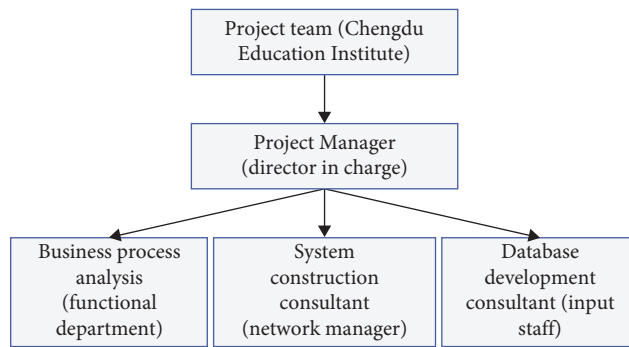 Project team (Chengdu
Education Institute)
Project Manager
(director in charge)
Business process
analysis
(functional
department)
System
construction
consultant
(network manager)
Database
development
consultant (input
staff)